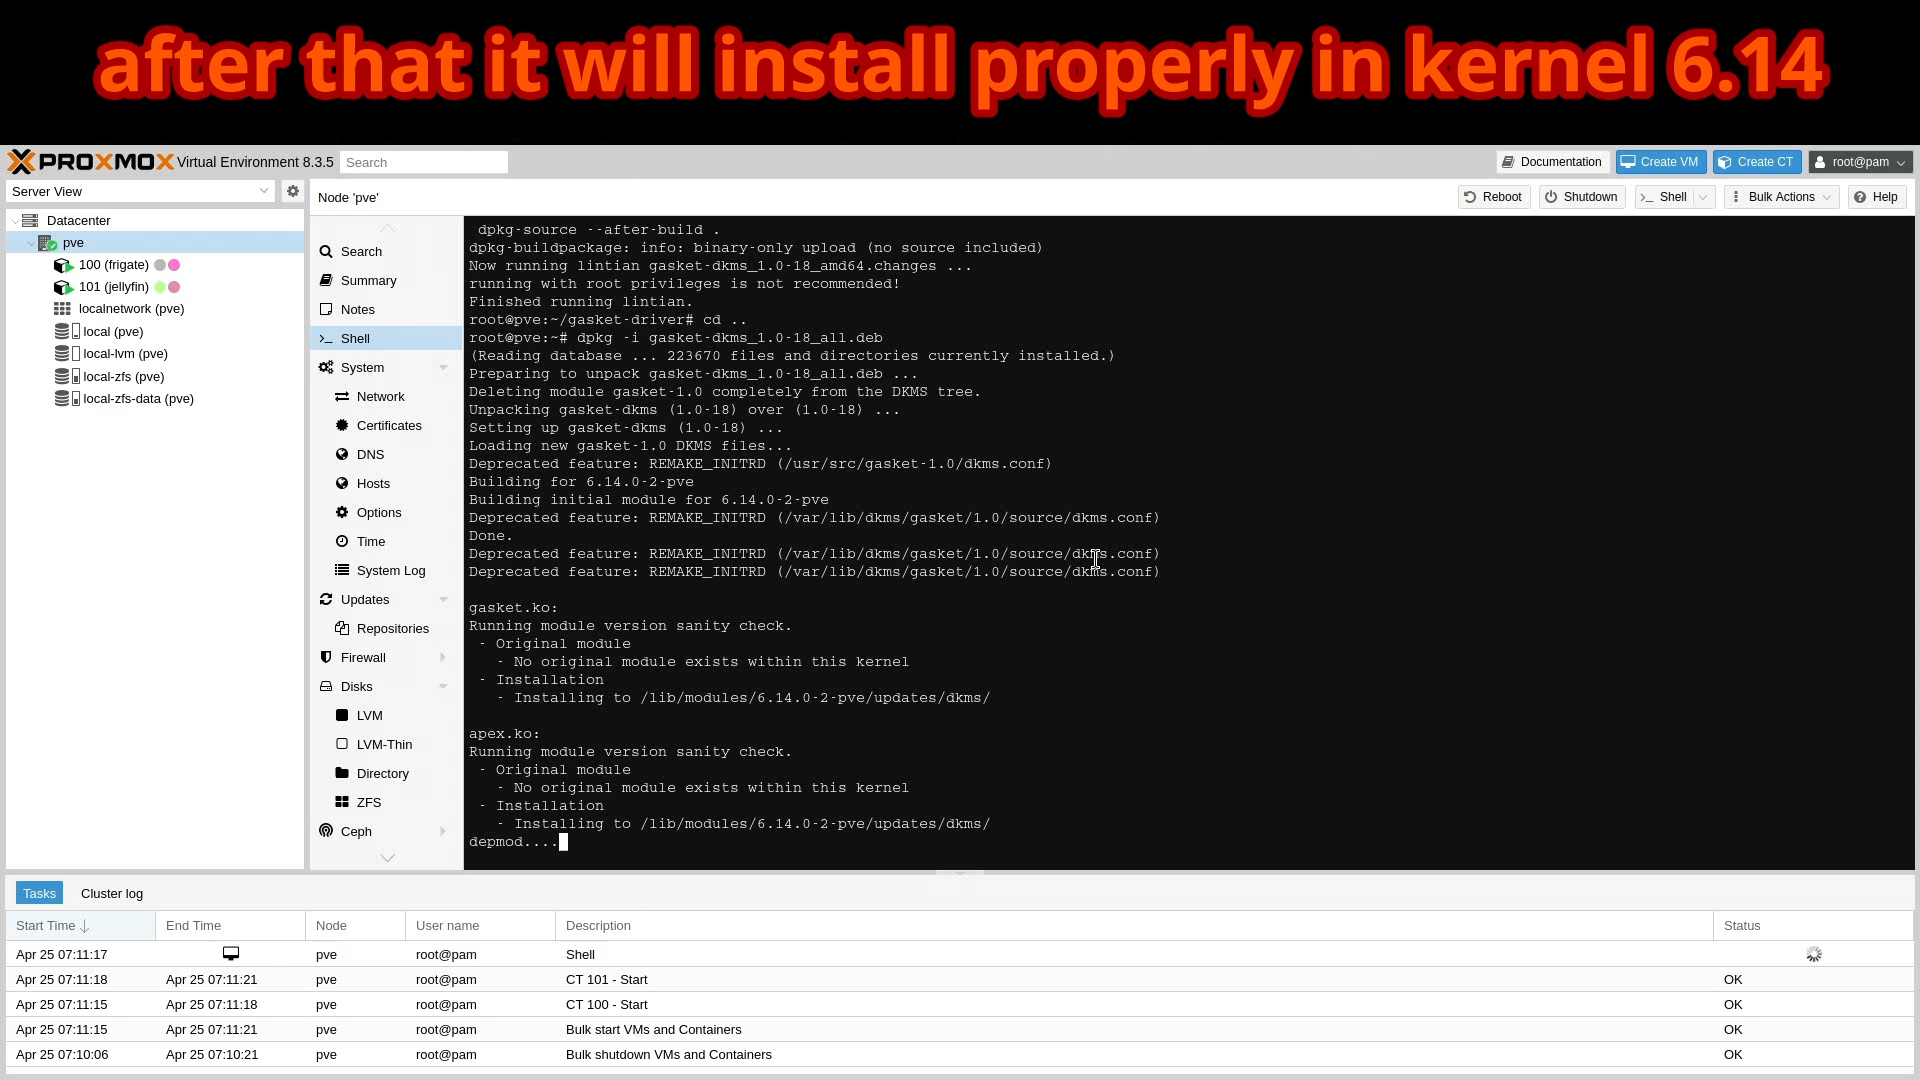 after that it will install properly in kernel 6.14
PROXMOX Virtual Environment 8.3.5 Search
Documentation Create VM Create CT root@pam
Server View
Node 'pve' Reboot Shutdown Shell Bulk Actions Help
Datacenter
pve
100 (frigate)
101 (jellyfin)
localnetwork (pve)
local (pve)
local-lvm (pve)
local-zfs (pve)
local-zfs-data (pve)
Search
Summary
Notes
Shell
System
Network
Certificates
DNS
Hosts
Options
Time
System Log
Updates
Repositories
Firewall
Disks
LVM
LVM-Thin
Directory
ZFS
Ceph
dpkg-source --after-build .
dpkg-buildpackage: info: binary-only upload (no source included)
Now running lintian gasket-dkms_1.0-18_amd64.changes ...
running with root privileges is not recommended!
Finished running lintian.
root@pve:~/gasket-driver# cd ..
root@pve:~# dpkg -i gasket-dkms_1.0-18_all.deb
(Reading database ... 223670 files and directories currently installed.)
Preparing to unpack gasket-dkms_1.0-18_all.deb ...
Deleting module gasket-1.0 completely from the DKMS tree.
Unpacking gasket-dkms (1.0-18) over (1.0-18) ...
Setting up gasket-dkms (1.0-18) ...
Loading new gasket-1.0 DKMS files...
Deprecated feature: REMAKE_INITRD (/usr/src/gasket-1.0/dkms.conf)
Building for 6.14.0-2-pve
Building initial module for 6.14.0-2-pve
Deprecated feature: REMAKE_INITRD (/var/lib/dkms/gasket/1.0/source/dkms.conf)
Done.
Deprecated feature: REMAKE_INITRD (/var/lib/dkms/gasket/1.0/source/dkms.conf)
Deprecated feature: REMAKE_INITRD (/var/lib/dkms/gasket/1.0/source/dkms.conf)
gasket.ko:
Running module version sanity check.
- Original module
- No original module exists within this kernel
- Installation
- Installing to /lib/modules/6.14.0-2-pve/updates/dkms/
apex.ko:
Running module version sanity check.
- Original module
- No original module exists within this kernel
- Installation
- Installing to /lib/modules/6.14.0-2-pve/updates/dkms/
depmod....
Tasks Cluster log
Start Time End Time Node User name Description Status
Apr 25 07:11:17 pve root@pam Shell
Apr 25 07:11:18 Apr 25 07:11:21 pve root@pam CT 101 - Start OK
Apr 25 07:11:15 Apr 25 07:11:18 pve root@pam CT 100 - Start OK
Apr 25 07:11:15 Apr 25 07:11:21 pve root@pam Bulk start VMs and Containers OK
Apr 25 07:10:06 Apr 25 07:10:21 pve root@pam Bulk shutdown VMs and Containers OK